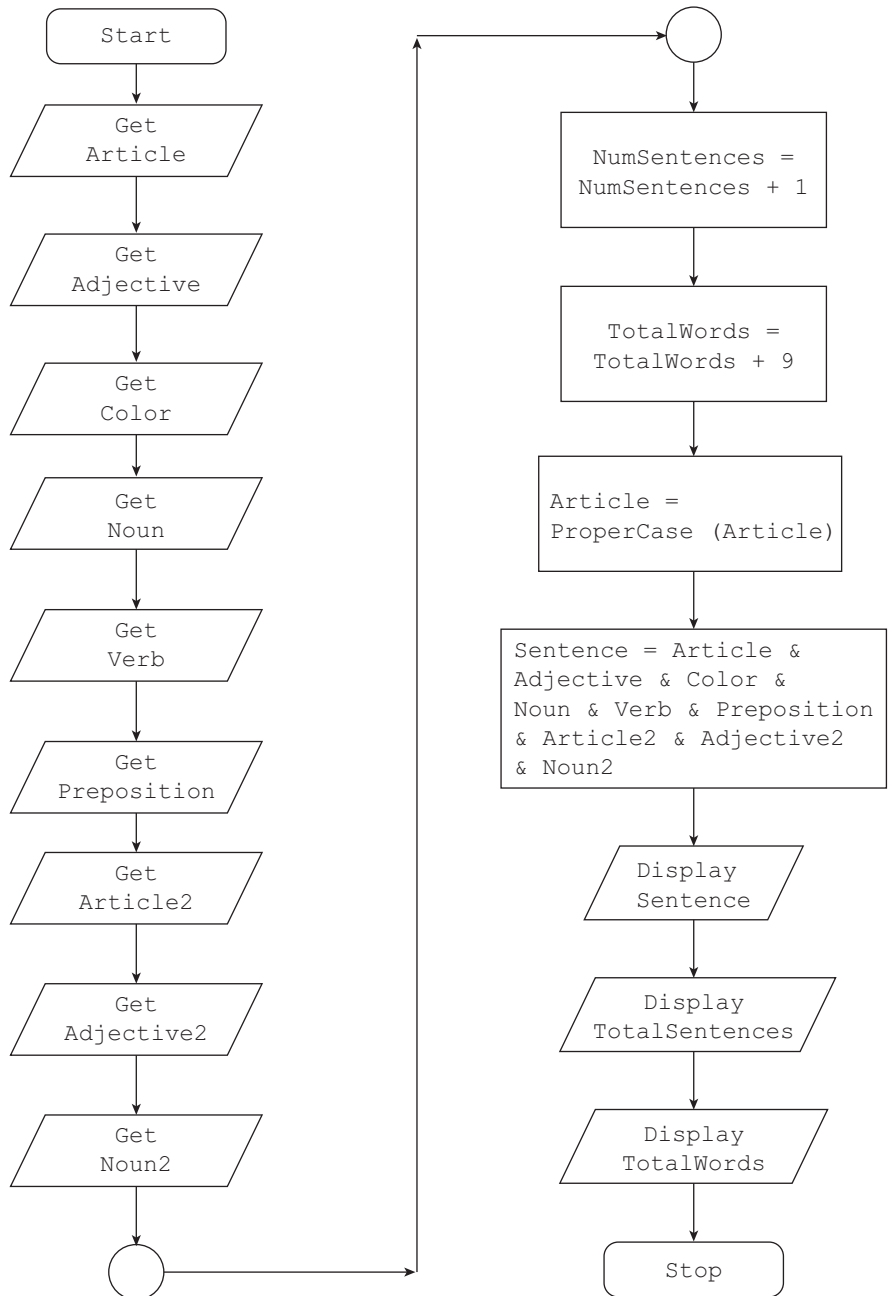 Start
Get
Article
Get
Adjective
Get
Color
Get
Noun
Get
Verb
Get
Preposition
Get
Article2
Get
Adjective2
Get
Noun2
NumSentences =
NumSentences + 1
TotalWords =
TotalWords + 9
Article =
ProperCase (Article)
Sentence = Article &
Adjective & Color &
Noun & Verb & Preposition
& Article2 & Adjective2
& Noun2
Display
Sentence
Display
TotalSentences
Display
TotalWords
Stop